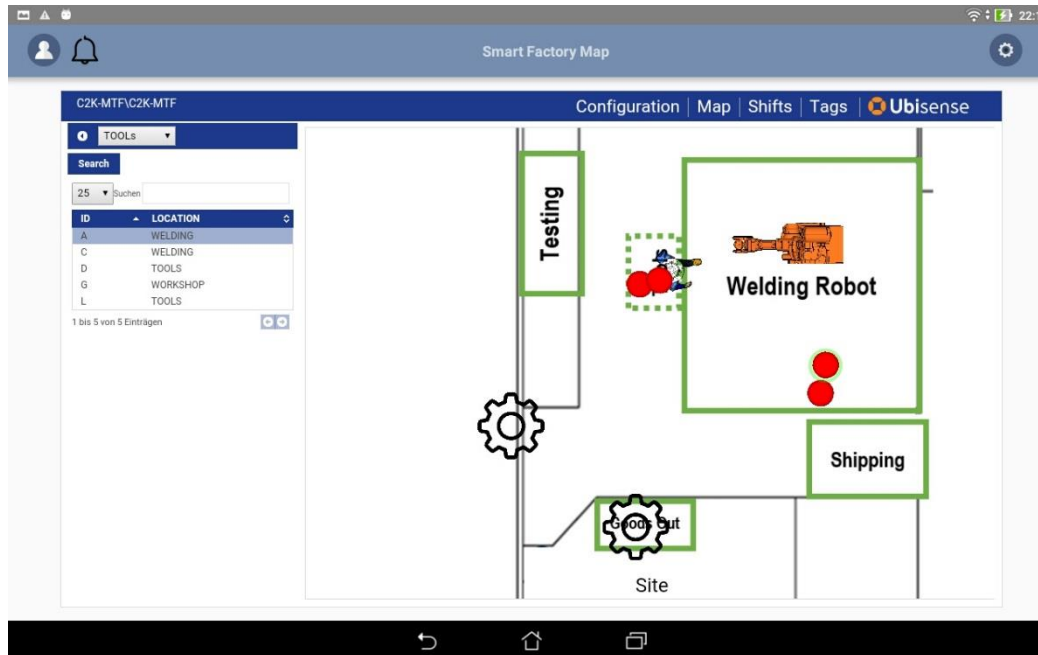 22:
Smart Factory Map
C2K-MTF\C2K-MTF
Configuration | Map | Shifts | Tags | Ubisense
TOOLs
Search
25 Suchen
ID LOCATION
A WELDING
C WELDING
D TOOLS
G WORKSHOP
L TOOLS
1 bis 5 von 5 Einträgen
Testing
Welding Robot
Shipping
Goods Out
Site